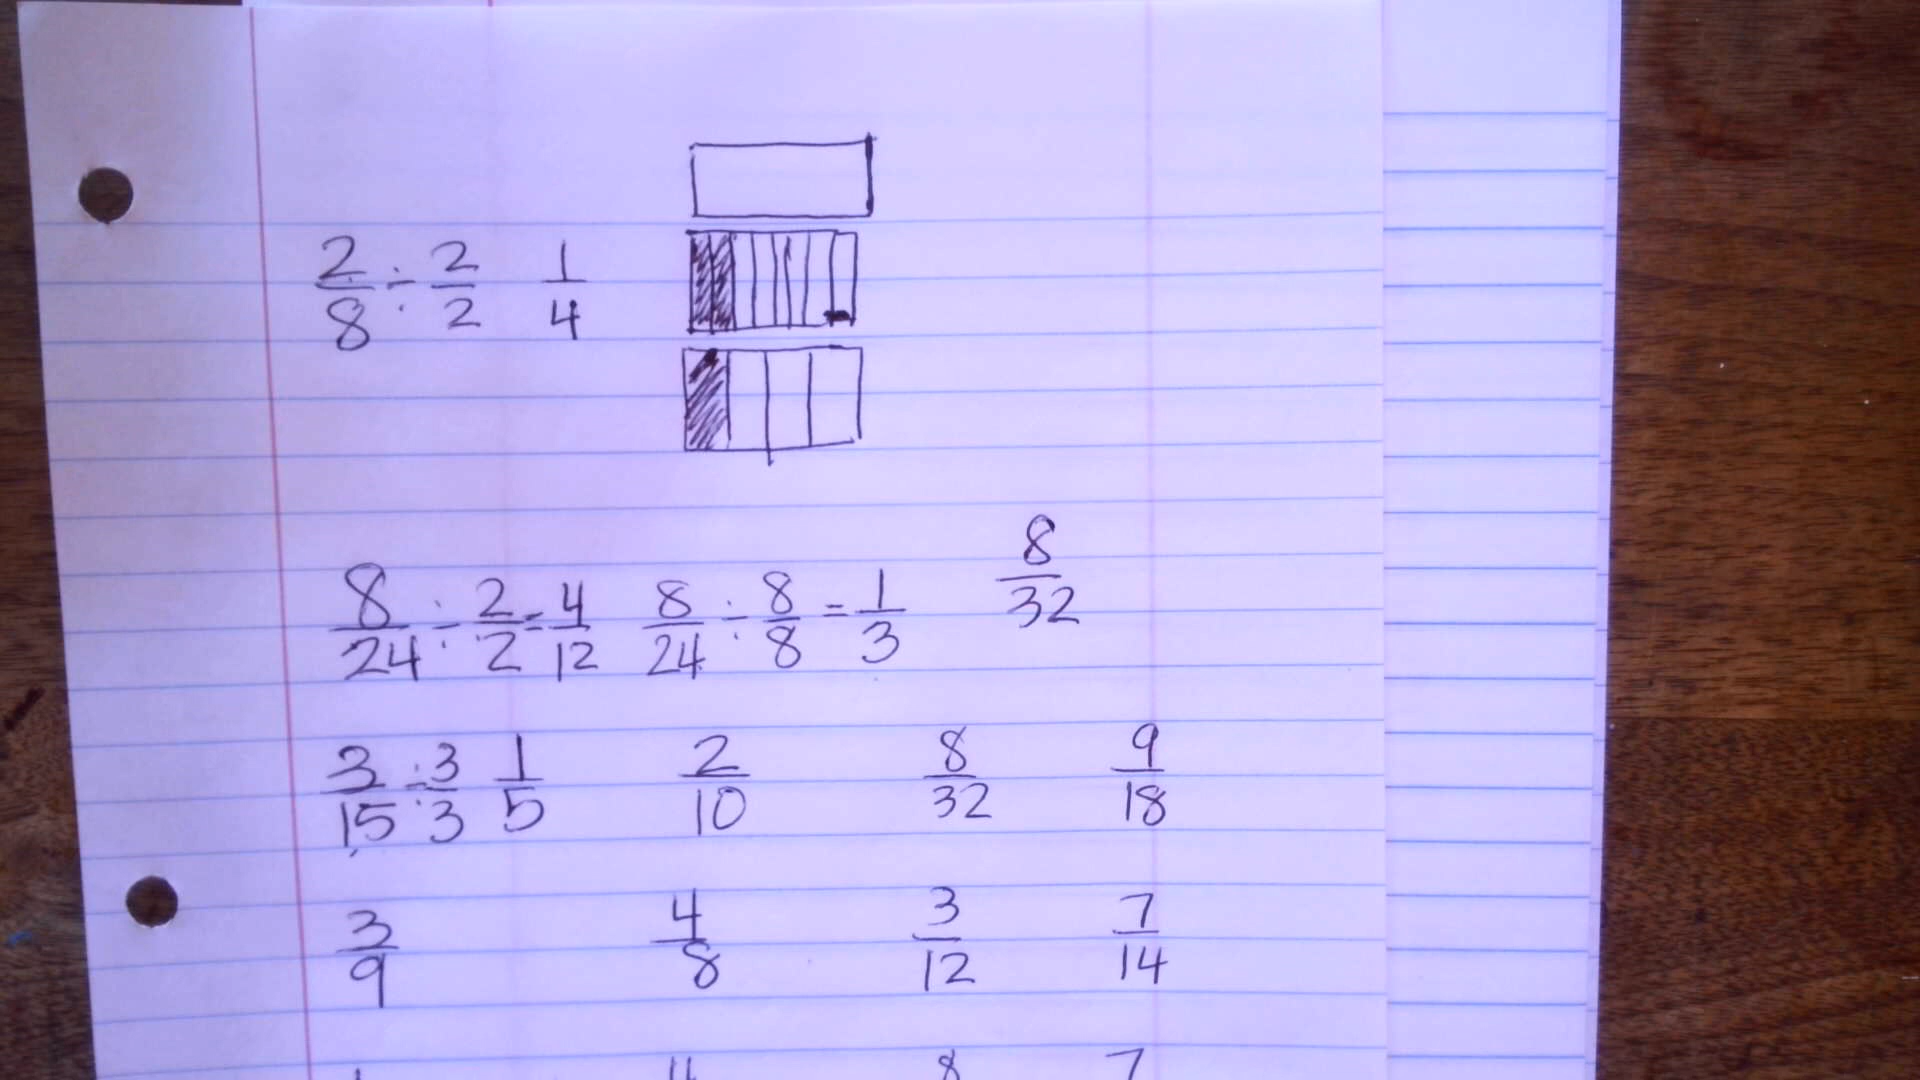 2/8 ÷ 2/2 1/4
8/24 ÷ 2/2 = 4/12 8/24 ÷ 8/8 = 1/3 8/32
3/15 ÷ 3/3 1/5 2/10 8/32 9/18
3/9 4/8 3/12 7/14